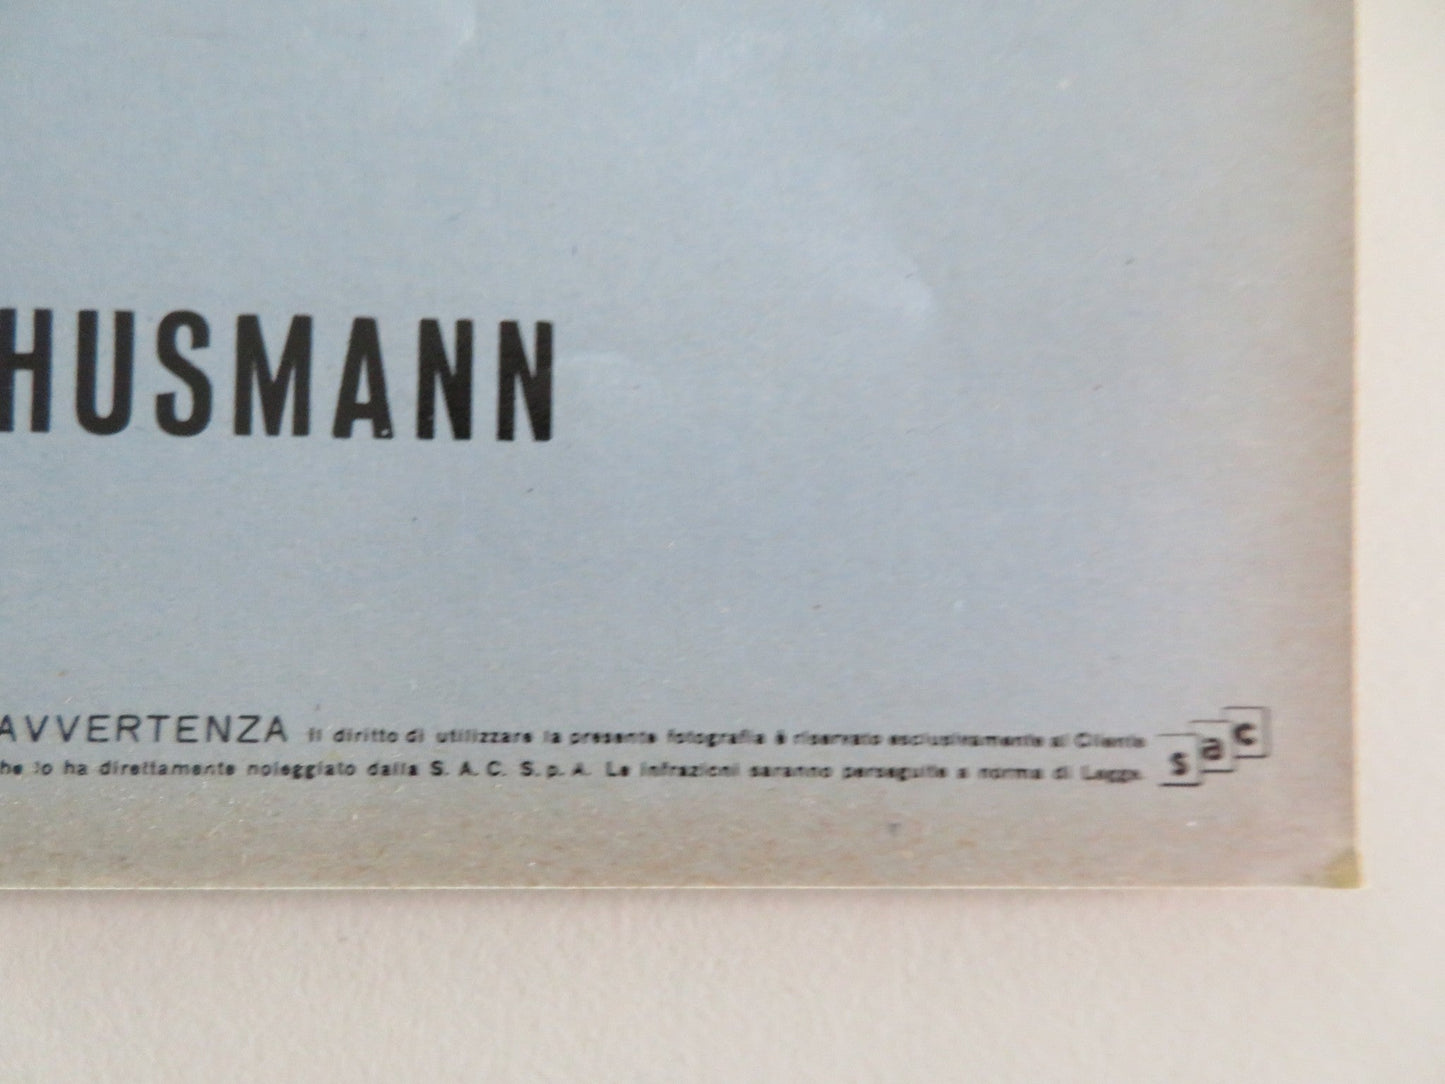 HUSMANN
AVVERTENZA Il diritto di utilizzare la presente fotografia è riservato esclusivamente al Cliente
he lo ha direttamente noleggiato dalla S. A. C. S. p. A. Le infrazioni saranno perseguite a norma di Legge.
sac